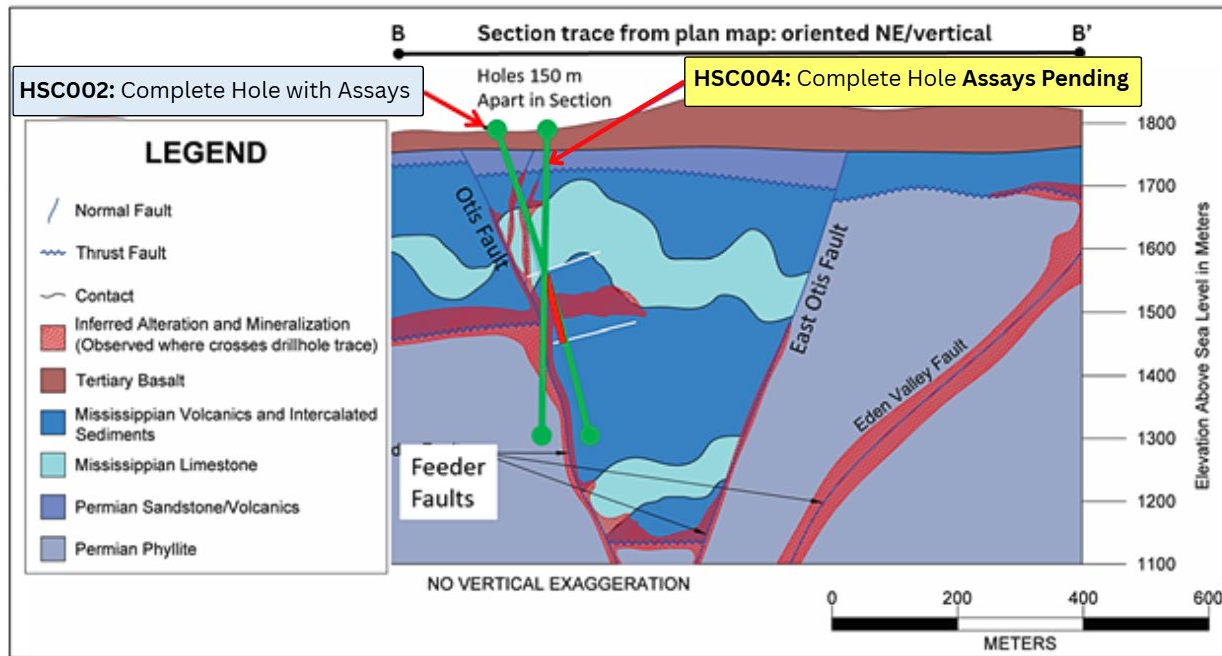 B
Section trace from plan map: oriented NE/vertical
B'
HSC002: Complete Hole with Assays
Holes 150 m
Apart in Section
HSC004: Complete Hole Assays Pending
LEGEND
Normal Fault
Thrust Fault
Contact
Inferred Alteration and Mineralization
(Observed where crosses drillhole trace)
Tertiary Basalt
Mississippian Volcanics and Intercalated
Sediments
Mississippian Limestone
Permian Sandstone/Volcanics
Permian Phyllite
Otis Fault
East Otis Fault
Eden Valley Fault
Feeder
Faults
1800
1700
1600
1500
1400
1300
1200
1100
Elevation Above Sea Level in Meters
NO VERTICAL EXAGGERATION
0 200 400 600
METERS